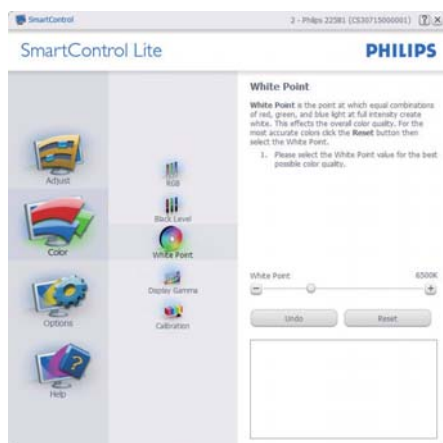 SmartControl
2 - Philips 225B1 (CS30715000001)
SmartControl Lite
PHILIPS
White Point
White Point is the point at which equal combinations
of red, green, and blue light at full intensity create
white. This effects the overall color quality. For the
most accurate colors click the Reset button then
select the White Point.
1. Please select the White Point value for the best
possible color quality.
Adjust
Color
Options
Help
RGB
Black Level
White Point
Display Gamma
Calibration
White Point
6500K
Undo
Reset